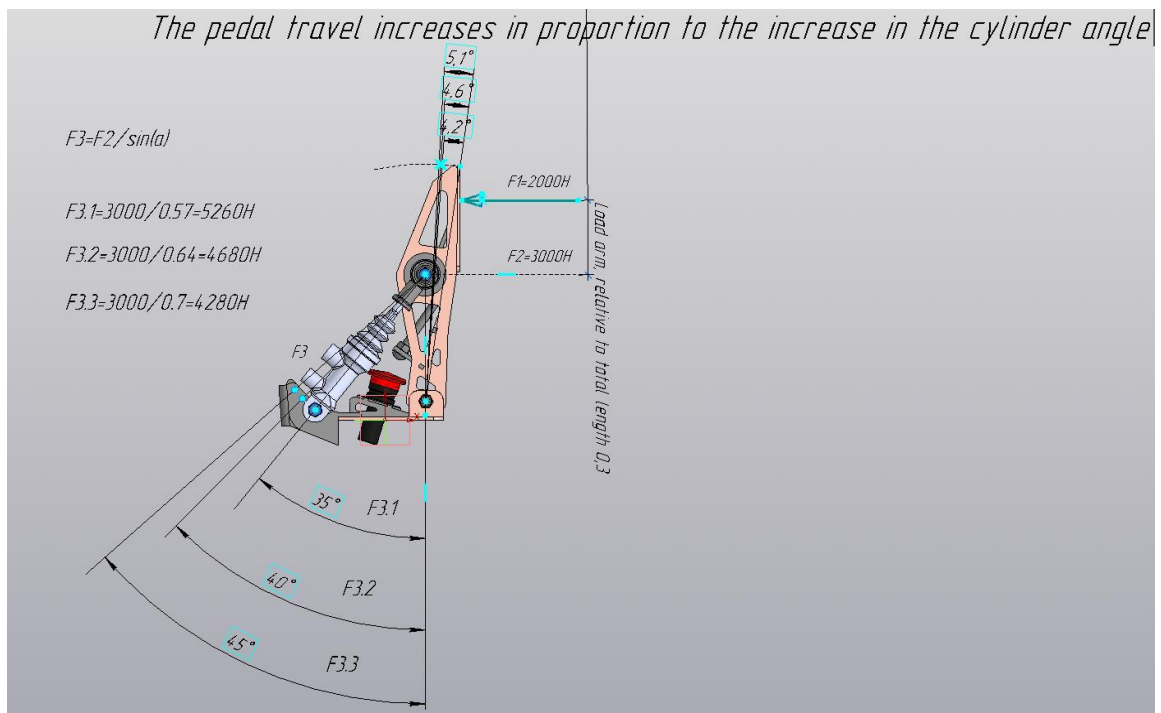 The pedal travel increases in proportion to the increase in the cylinder angle
5,1°
4,6°
4,2°
F3=F2/sin(a)
F1=2000H
F3.1=3000/0.57=5260H
F3.2=3000/0.64=4680H
F2=3000H
F3.3=3000/0.7=4280H
Load arm, relative to total length 0,3
F3
x
35°
F3.1
40°
F3.2
45°
F3.3